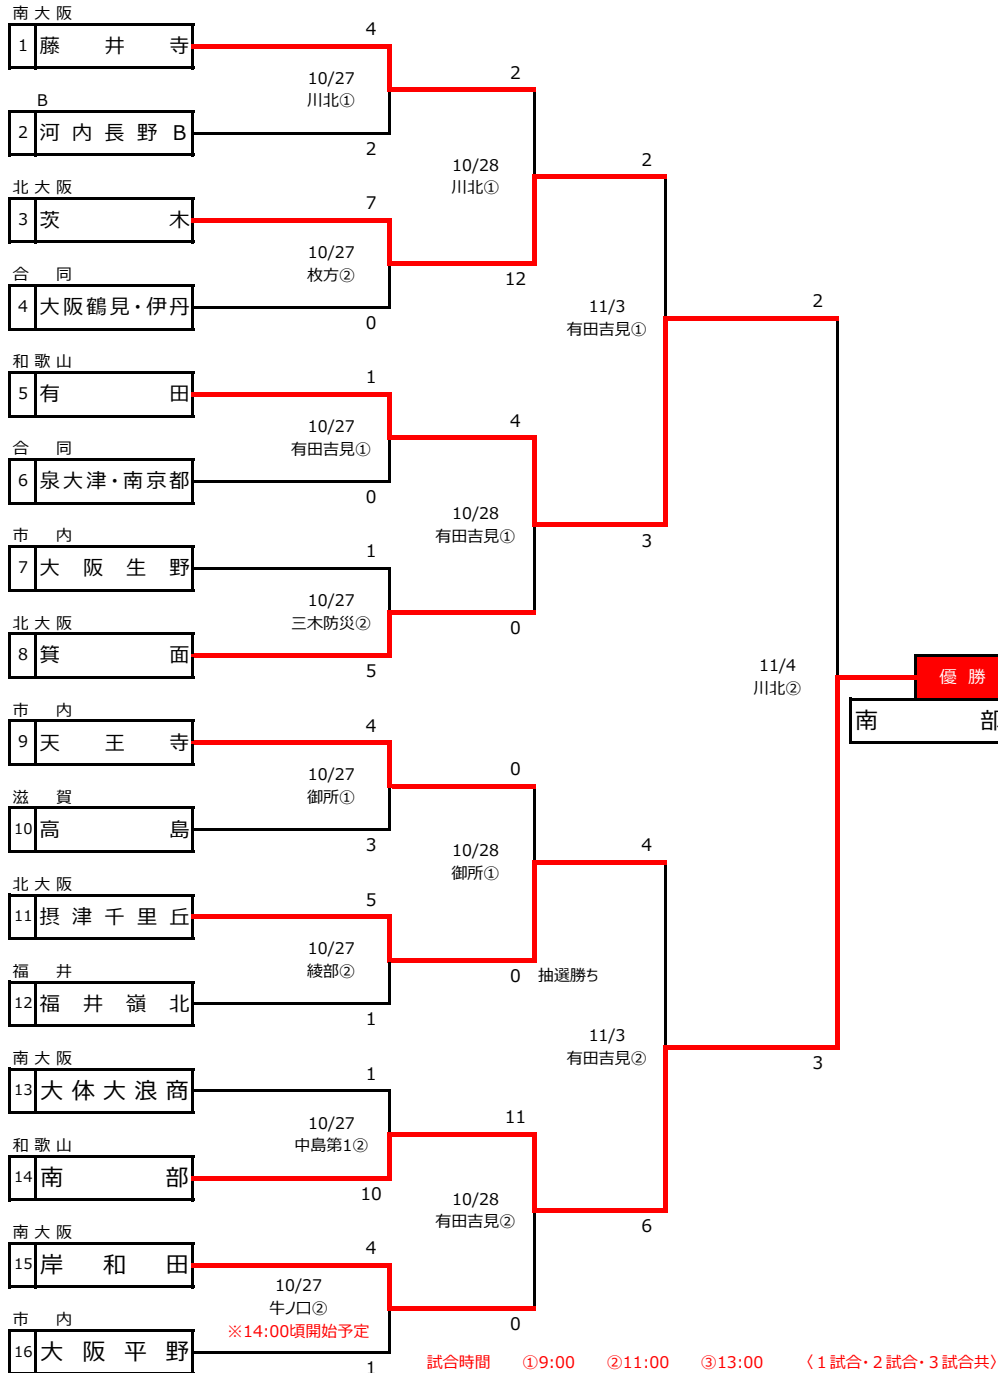 南大阪
1 藤井寺
4
10/27
川北①
2
B
2 河内長野B
2
10/28
川北①
2
北大阪
3 茨木
7
10/27
枚方②
12
合同
4 大阪鶴見・伊丹
0
11/3
有田吉見①
2
和歌山
5 有田
1
10/27
有田吉見①
4
合同
6 泉大津・南京都
0
10/28
有田吉見①
3
市内
7 大阪生野
1
10/27
三木防災②
0
北大阪
8 箕面
5
11/4
川北②
優勝
南部
市内
9 天王寺
4
10/27
御所①
0
滋賀
10 高島
3
10/28
御所①
4
北大阪
11 摂津千里丘
5
10/27
綾部②
0 抽選勝ち
福井
12 福井嶺北
1
11/3
有田吉見②
3
南大阪
13 大体大浪商
1
10/27
中島第1②
11
和歌山
14 南部
10
10/28
有田吉見②
6
南大阪
15 岸和田
4
10/27
牛ノ口②
※14:00頃開始予定
0
市内
16 大阪平野
1
試合時間 ①9:00 ②11:00 ③13:00 〈1試合・2試合・3試合共〉